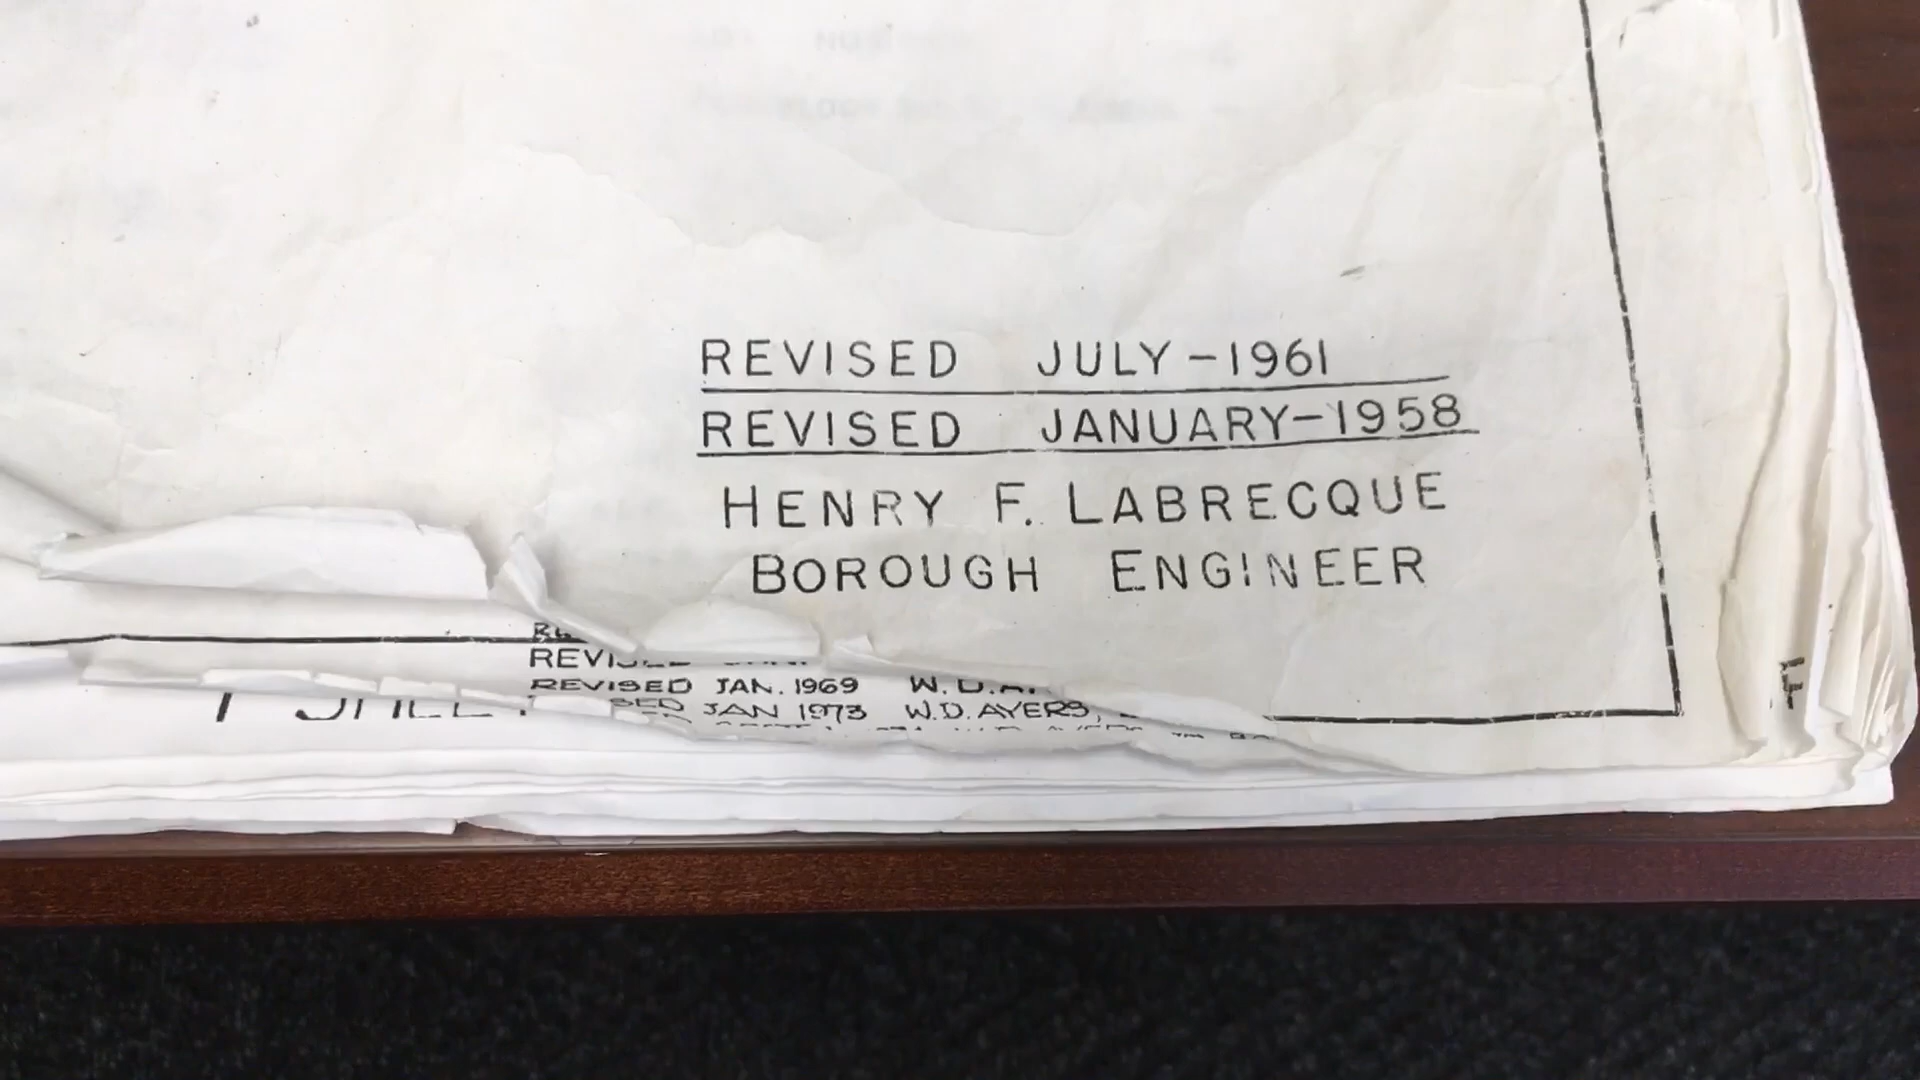 REVISED JULY-1961
REVISED JANUARY-1958
HENRY F. LABRECQUE
BOROUGH ENGINEER
REVISED JAN. 1969 W.D.
JAN 1973 W.D. AYERS,
F